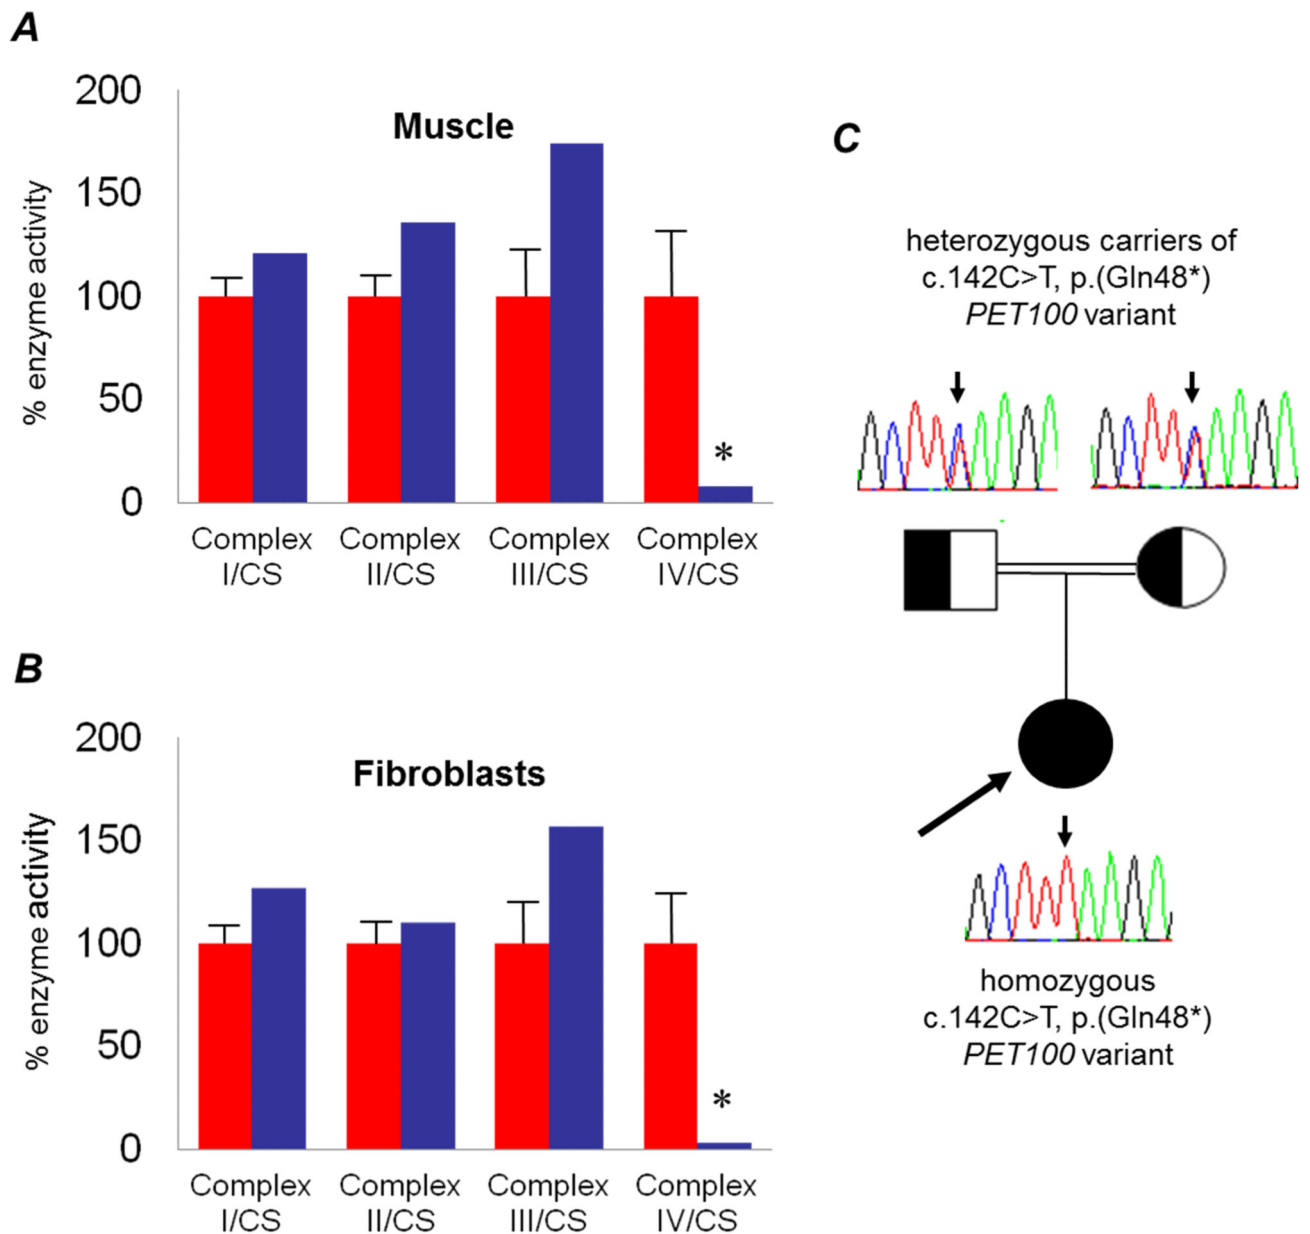 A
200
150
100
50
0
% enzyme activity
Muscle
*
Complex I/CS
Complex II/CS
Complex III/CS
Complex IV/CS
B
200
150
100
50
0
% enzyme activity
Fibroblasts
*
Complex I/CS
Complex II/CS
Complex III/CS
Complex IV/CS
C
heterozygous carriers of
c.142C>T, p.(Gln48*)
PET100 variant
homozygous
c.142C>T, p.(Gln48*)
PET100 variant